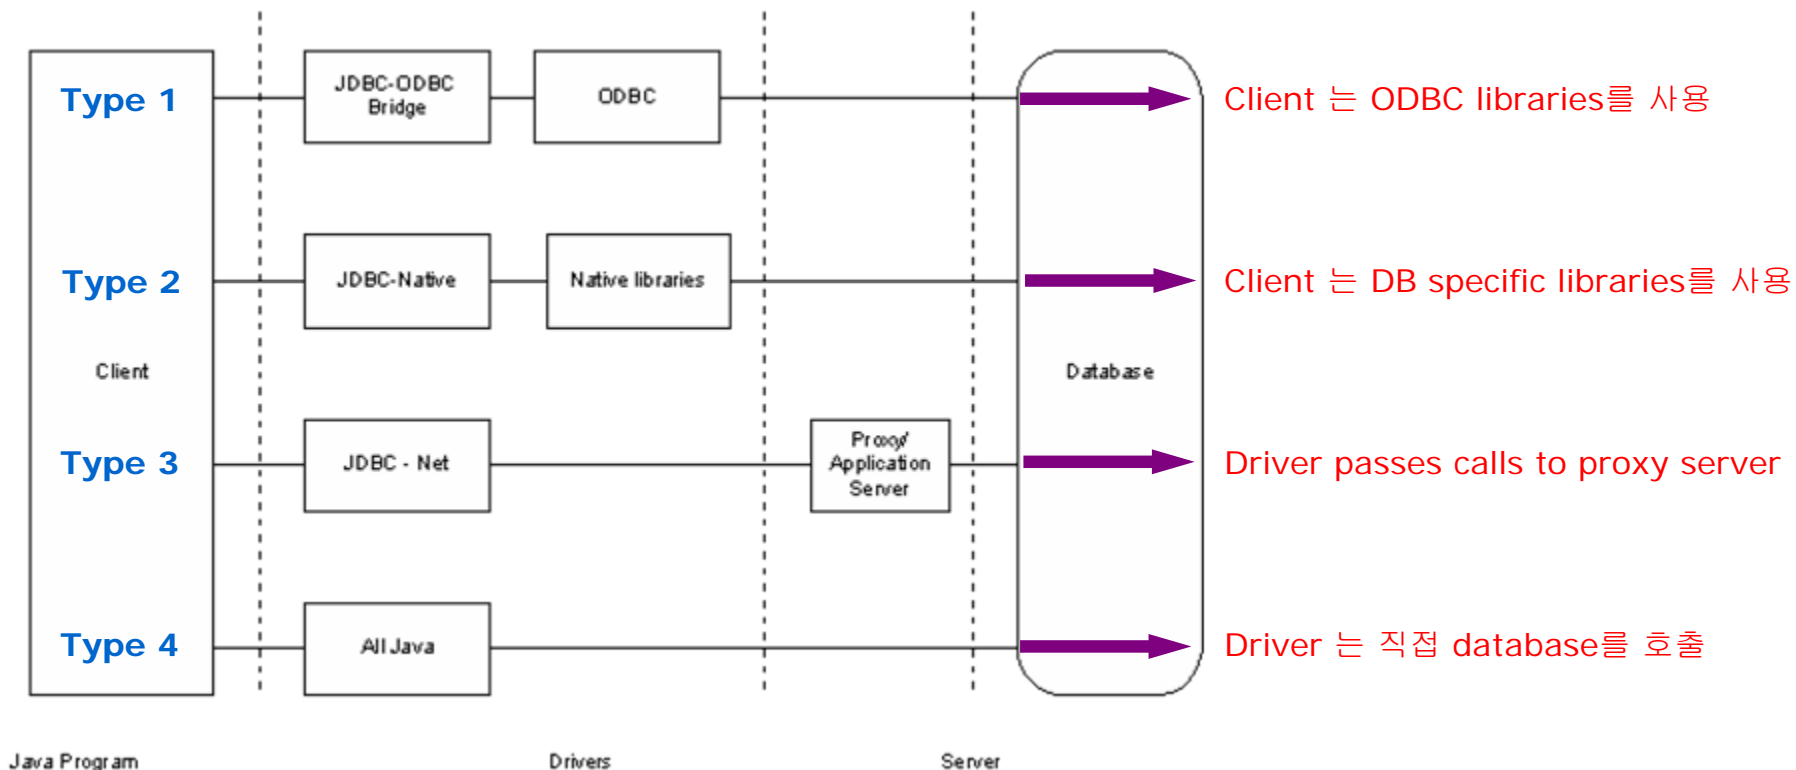 Type 1
JDBC-ODBC
Bridge
ODBC
Client 는 ODBC libraries를 사용
Type 2
JDBC-Native
Native libraries
Client 는 DB specific libraries를 사용
Client
Database
Type 3
JDBC - Net
Proxy/
Application
Server
Driver passes calls to proxy server
Type 4
All Java
Driver 는 직접 database를 호출
Java Program
Drivers
Server